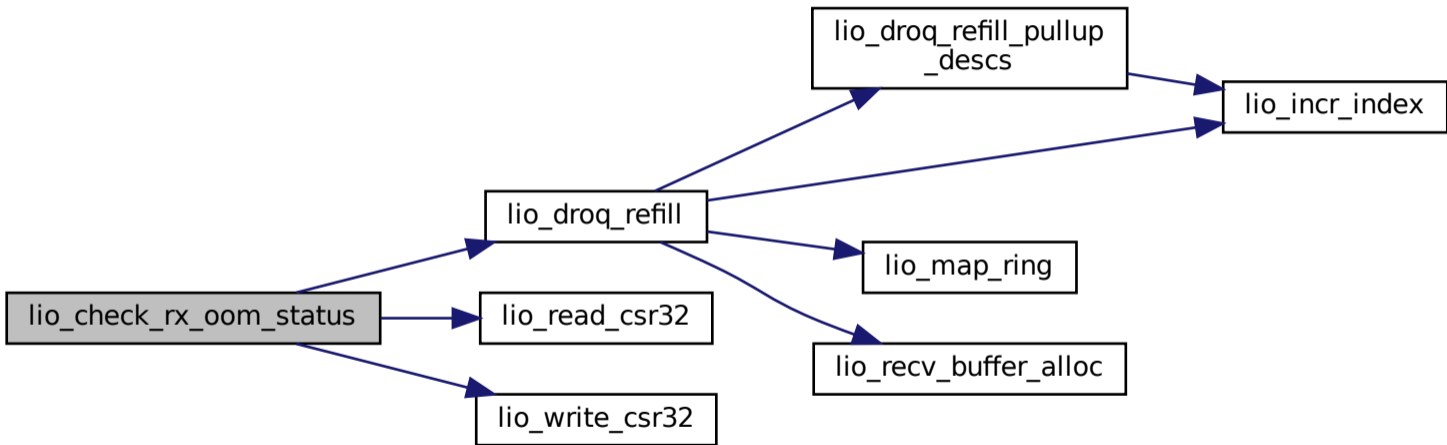 lio_droq_refill_pullup
_descs
lio_incr_index
lio_droq_refill
lio_map_ring
lio_check_rx_oom_status
lio_read_csr32
lio_recv_buffer_alloc
lio_write_csr32